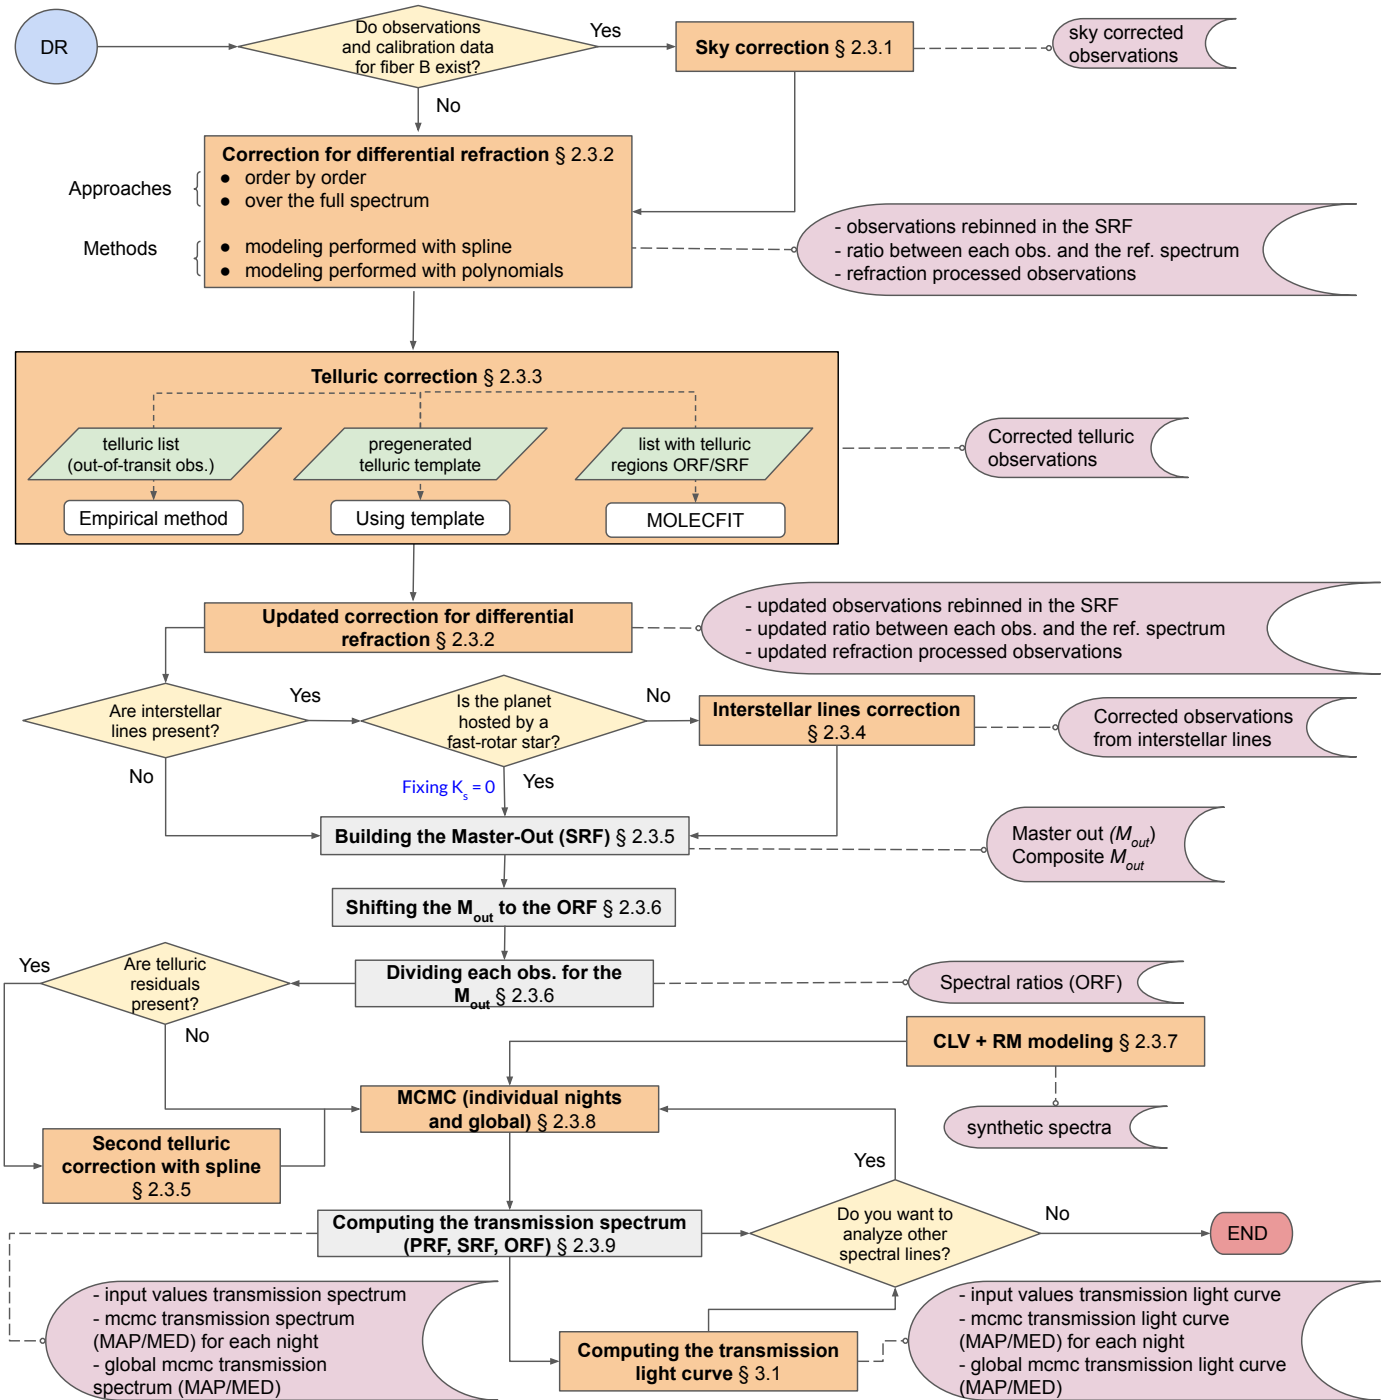 DR
Do observations
and calibration data
for fiber B exist?
Yes
Sky correction § 2.3.1
sky corrected
observations
No
Correction for differential refraction § 2.3.2
Approaches
● order by order
● over the full spectrum
Methods
● modeling performed with spline
● modeling performed with polynomials
- observations rebinned in the SRF
- ratio between each obs. and the ref. spectrum
- refraction processed observations
Telluric correction § 2.3.3
telluric list
(out-of-transit obs.)
pregenerated
telluric template
list with telluric
regions ORF/SRF
Empirical method
Using template
MOLECFIT
Corrected telluric
observations
Updated correction for differential
refraction § 2.3.2
- updated observations rebinned in the SRF
- updated ratio between each obs. and the ref. spectrum
- updated refraction processed observations
Are interstellar
lines present?
Yes
Is the planet
hosted by a
fast-rotar star?
No
Interstellar lines correction
§ 2.3.4
Corrected observations
from interstellar lines
No
Fixing Ks = 0
Yes
Building the Master-Out (SRF) § 2.3.5
Master out (Mout)
Composite Mout
Shifting the Mout to the ORF § 2.3.6
Yes
Are telluric
residuals
present?
Dividing each obs. for the
Mout § 2.3.6
Spectral ratios (ORF)
No
CLV + RM modeling § 2.3.7
MCMC (individual nights
and global) § 2.3.8
synthetic spectra
Second telluric
correction with spline
§ 2.3.5
Yes
Computing the transmission spectrum
(PRF, SRF, ORF) § 2.3.9
Do you want to
analyze other
spectral lines?
No
END
- input values transmission spectrum
- mcmc transmission spectrum
(MAP/MED) for each night
- global mcmc transmission
spectrum (MAP/MED)
Computing the transmission
light curve § 3.1
- input values transmission light curve
- mcmc transmission light curve
(MAP/MED) for each night
- global mcmc transmission light curve
(MAP/MED)